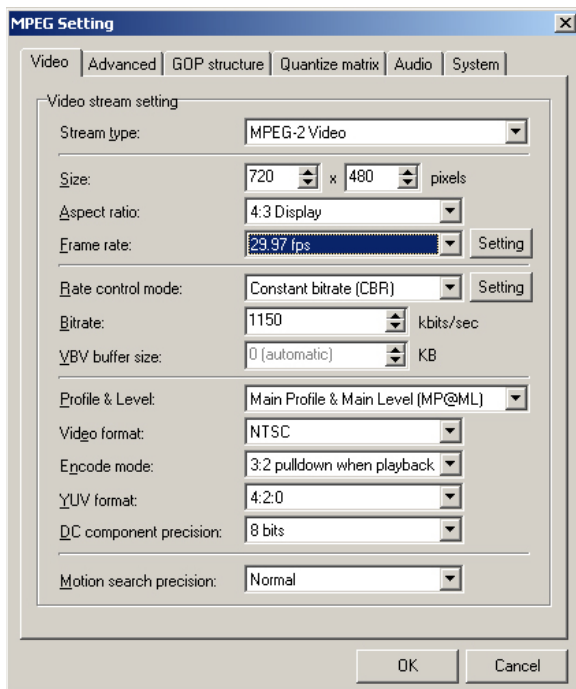 MPEG Setting
Video Advanced GOP structure Quantize matrix Audio System
Video stream setting
Stream type: MPEG-2 Video
Size: 720 x 480 pixels
Aspect ratio: 4:3 Display
Frame rate: 29.97 fps Setting
Rate control mode: Constant bitrate (CBR) Setting
Bitrate: 1150 kbits/sec
VBV buffer size: 0 (automatic) KB
Profile & Level: Main Profile & Main Level (MP@ML)
Video format: NTSC
Encode mode: 3:2 pulldown when playback
YUV format: 4:2:0
DC component precision: 8 bits
Motion search precision: Normal
OK Cancel